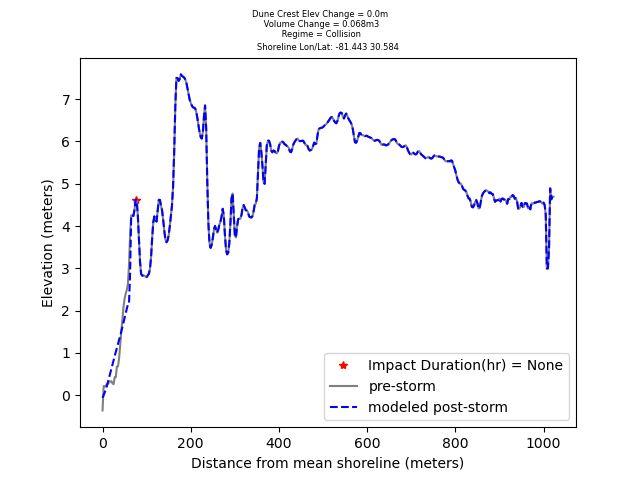 Dune Crest Elev Change = 0.0m
Volume Change = 0.068m3
Regime = Collision
Shoreline Lon/Lat: -81.443 30.584
7
6
5
4
3
2
1
0
Elevation (meters)
Impact Duration(hr) = None
pre-storm
modeled post-storm
0 200 400 600 800 1000
Distance from mean shoreline (meters)